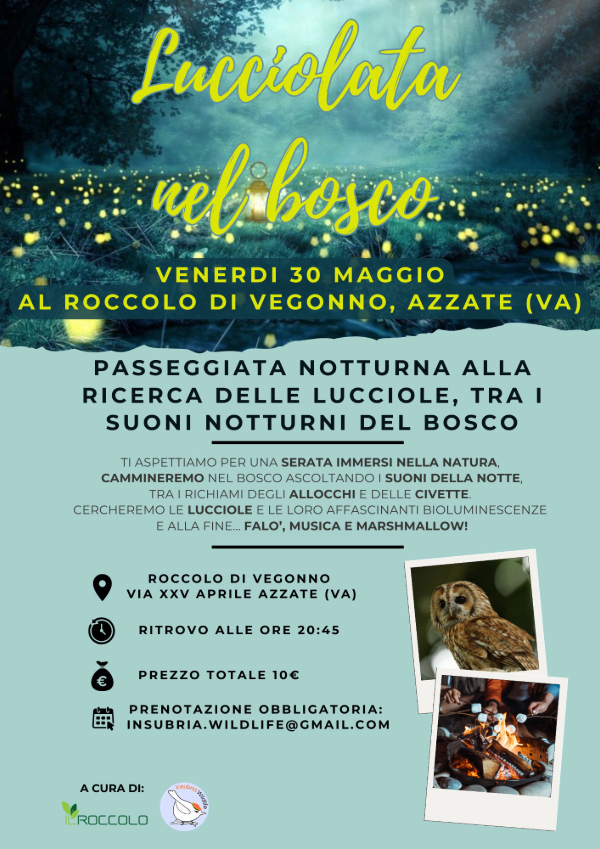 Lucciolata
nel bosco
VENERDI 30 MAGGIO
AL ROCCOLO DI VEGONNO, AZZATE (VA)
PASSEGGIATA NOTTURNA ALLA
RICERCA DELLE LUCCIOLE, TRA I
SUONI NOTTURNI DEL BOSCO
TI ASPETTIAMO PER UNA SERATA IMMERSI NELLA NATURA,
CAMMINEREMO NEL BOSCO ASCOLTANDO I SUONI DELLA NOTTE,
TRA I RICHIAMI DEGLI ALLOCCHI E DELLE CIVETTE.
CERCHEREMO LE LUCCIOLE E LE LORO AFFASCINANTI BIOLUMINESCENZE
E ALLA FINE... FALO', MUSICA E MARSHMALLOW!
ROCCOLO DI VEGONNO
VIA XXV APRILE AZZATE (VA)
RITROVO ALLE ORE 20:45
€
PREZZO TOTALE 10€
PRENOTAZIONE OBBLIGATORIA:
INSUBRIA.WILDLIFE@GMAIL.COM
A CURA DI:
IL ROCCOLO
Insubria Wildlife